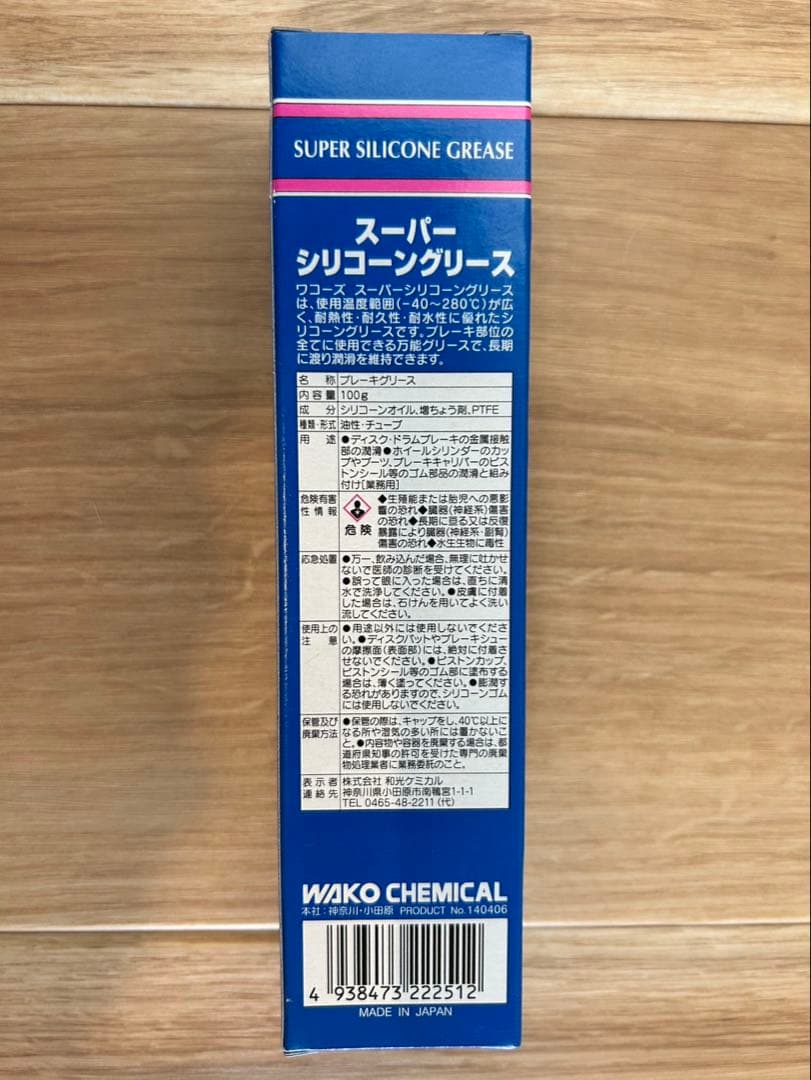 SUPER SILICONE GREASE
スーパー
シリコーングリース
ワコーズ スーパーシリコーングリース
は、使用温度範囲(−40〜280℃)が広
く、耐熱性・耐久性・耐水性に優れたシ
リコーングリースです。ブレーキ部位の
全てに使用できる万能グリースで、長期
に渡り潤滑を維持できます。
名 称 ブレーキグリース
内容量 100g
成 分 シリコーンオイル、増ちょう剤、PTFE
種類・形式 油性・チューブ
用 途 ●ディスク・ドラムブレーキの金属接触
部の潤滑●ホイールシリンダーのカッ
プやブーツ、ブレーキキャリパーのピス
トンシール等のゴム部品の潤滑と組み
付け[業務用]
危険有害 ◆生殖能または胎児への悪影
性情報 響の恐れ◆臓器(神経系)傷害
の恐れ◆長期に亘る又は反復
危険 暴露により臓器(神経系・副腎)
傷害の恐れ◆水生生物に毒性
応急処置 ●万一、飲み込んだ場合、無理に吐かせ
ないで医師の診断を受けてください。
●誤って眼に入った場合は、直ちに清
水で洗浄してください。●皮膚に付着
した場合は、石けんを用いてよく洗い
流してください。
使用上の ●用途以外には使用しないでくださ
注 意 い。●ディスクパットやブレーキシュー
の摩擦面(表面部)には、絶対に付着さ
せないでください。●ピストンカップ、
ピストンシール等のゴム部に塗布する
場合は、薄く塗ってください。●膨潤す
る恐れがありますので、シリコーンゴム
には使用しないでください。
保管及び ●保管の際は、キャップをし、40℃以上に
廃棄方法 なる所や湿気の多い所には置かないこ
と。●内容物や容器を廃棄する場合は、都
道府県知事の許可を受けた専門の廃棄
物処理業者に業務委託のこと。
表示者 株式会社 和光ケミカル
連絡先 神奈川県小田原市南鴨宮1-1-1
TEL 0465-48-2211(代)
WAKO CHEMICAL
本社：神奈川・小田原 PRODUCT No.140406
4 938473 222512
MADE IN JAPAN